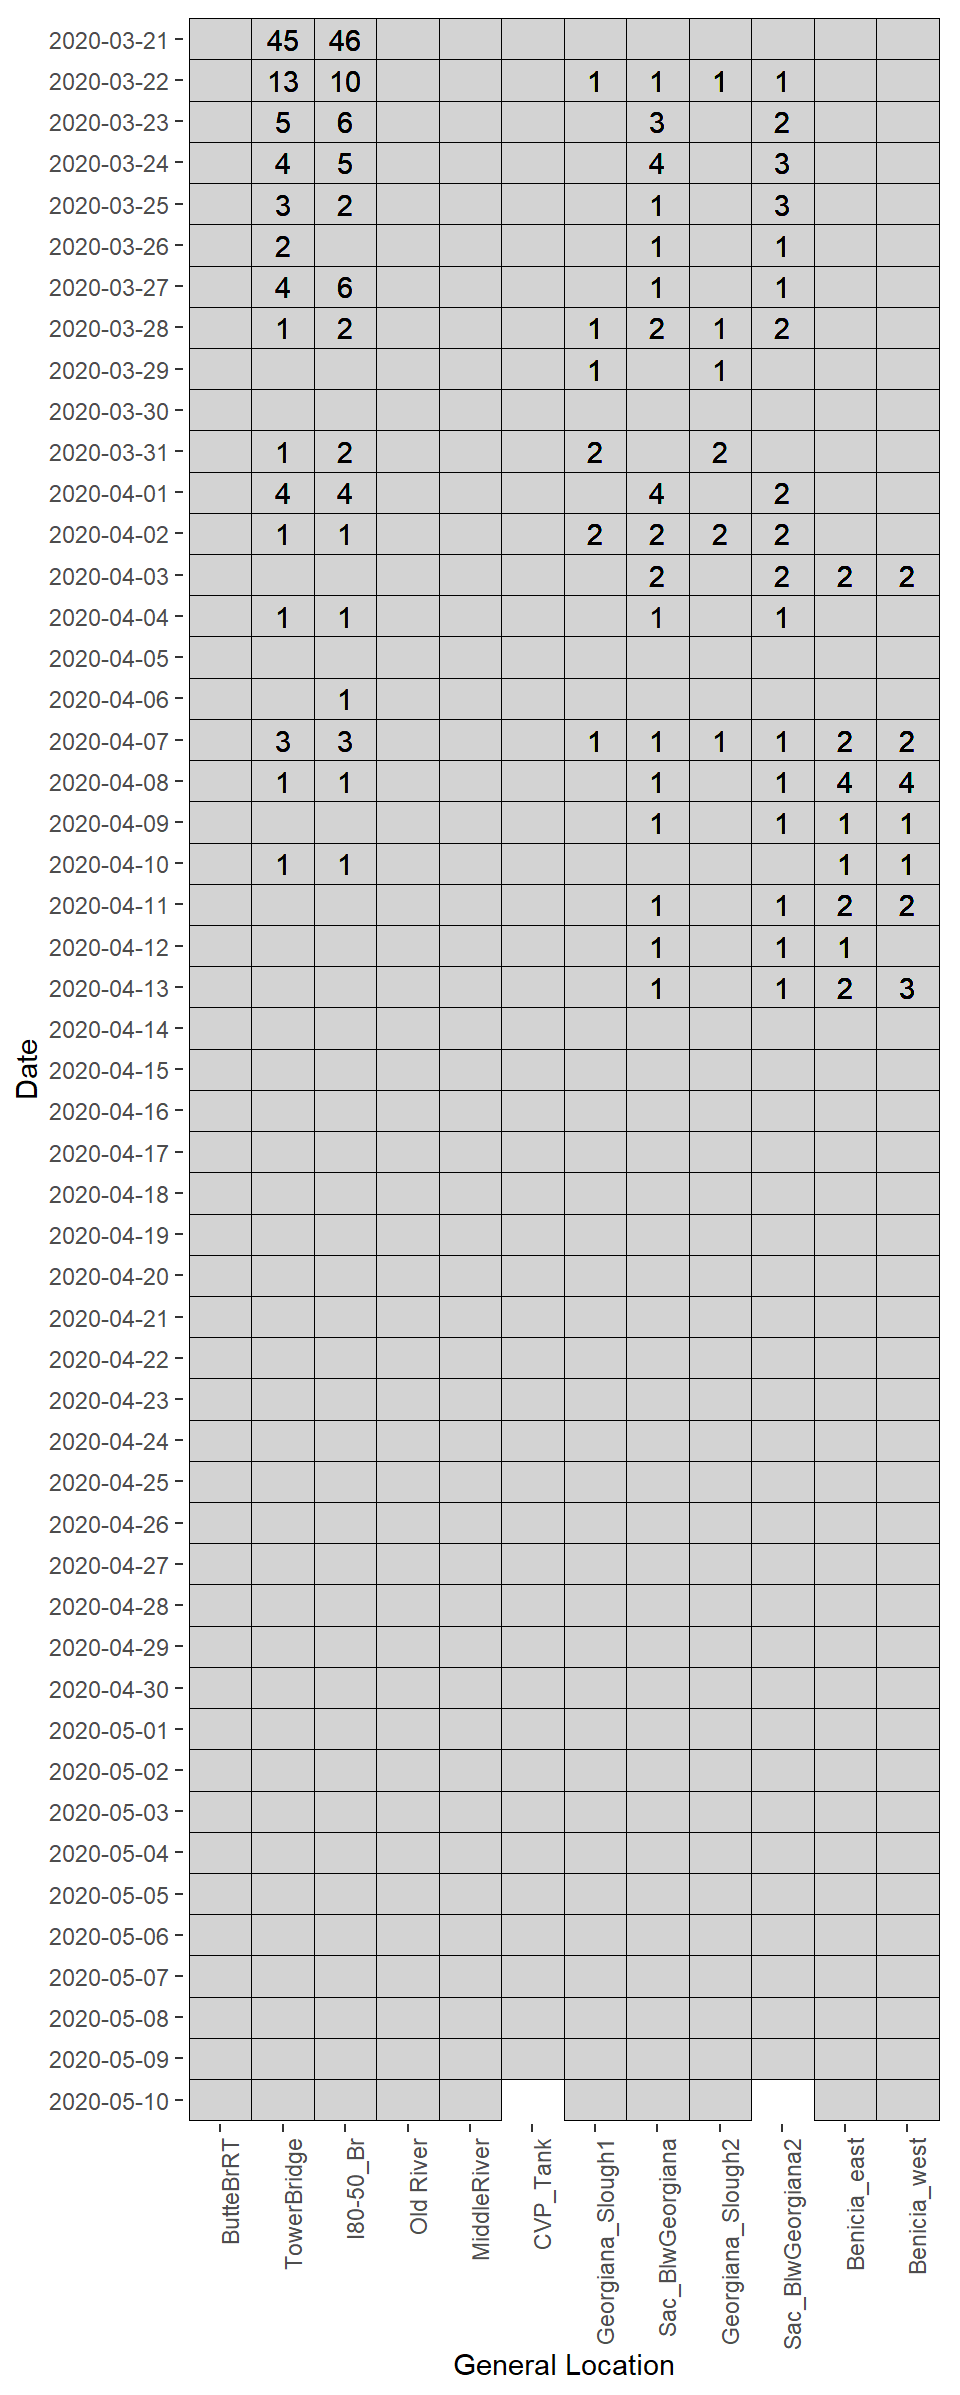 2020-03-21 45 46
2020-03-22 13 10 1 1 1 1
2020-03-23 5 6 3 2
2020-03-24 4 5 4 3
2020-03-25 3 2 1 3
2020-03-26 2 1 1
2020-03-27 4 6 1 1
2020-03-28 1 2 1 2 1 2
2020-03-29 1 1
2020-03-30
2020-03-31 1 2 2 2
2020-04-01 4 4 4 2
2020-04-02 1 1 2 2 2 2
2020-04-03 2 2 2 2
2020-04-04 1 1 1 1
2020-04-05
2020-04-06 1
2020-04-07 3 3 1 1 1 1 2 2
2020-04-08 1 1 1 1 4 4
2020-04-09 1 1 1 1
2020-04-10 1 1 1 1
2020-04-11 1 1 2 2
2020-04-12 1 1 1
2020-04-13 1 1 2 3
2020-04-14
2020-04-15
2020-04-16
2020-04-17
2020-04-18
2020-04-19
2020-04-20
2020-04-21
2020-04-22
2020-04-23
2020-04-24
2020-04-25
2020-04-26
2020-04-27
2020-04-28
2020-04-29
2020-04-30
2020-05-01
2020-05-02
2020-05-03
2020-05-04
2020-05-05
2020-05-06
2020-05-07
2020-05-08
2020-05-09
2020-05-10
Date
ButteBrRT
TowerBridge
I80-50_Br
Old River
MiddleRiver
CVP_Tank
Georgiana_Slough1
Sac_BlwGeorgiana
Georgiana_Slough2
Sac_BlwGeorgiana2
Benicia_east
Benicia_west
General Location